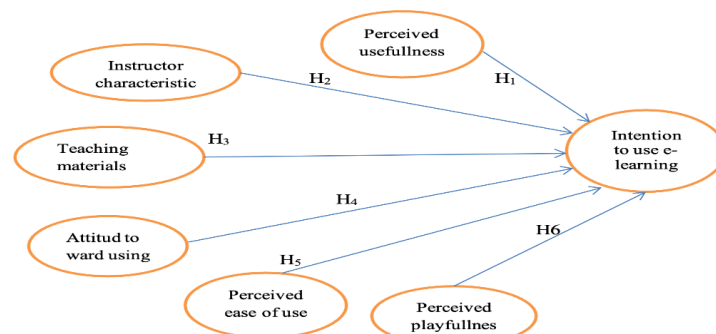 Perceived
usefullness
H1
Instructor
characteristic
H2
Intention
to use e-
learning
Teaching
materials
H3
H4
Attitud to
ward using
H5
H6
Perceived
ease of use
Perceived
playfullnes